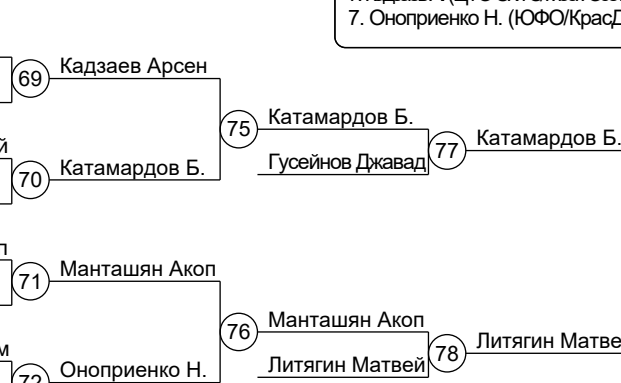 7. Оноприенко Н. (ЮФО/КрасД
69 Кадзаев Арсен
75 Катамардов Б.
77 Катамардов Б.
й
70 Катамардов Б.
Гусейнов Джавад
п
71 Манташян Акоп
76 Манташян Акоп
78 Литягин Матве
м
72 Оноприенко Н.
Литягин Матвей